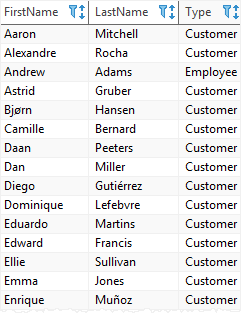 FirstName LastName Type
Aaron Mitchell Customer
Alexandre Rocha Customer
Andrew Adams Employee
Astrid Gruber Customer
Bjørn Hansen Customer
Camille Bernard Customer
Daan Peeters Customer
Dan Miller Customer
Diego Gutiérrez Customer
Dominique Lefebvre Customer
Eduardo Martins Customer
Edward Francis Customer
Ellie Sullivan Customer
Emma Jones Customer
Enrique Muñoz Customer